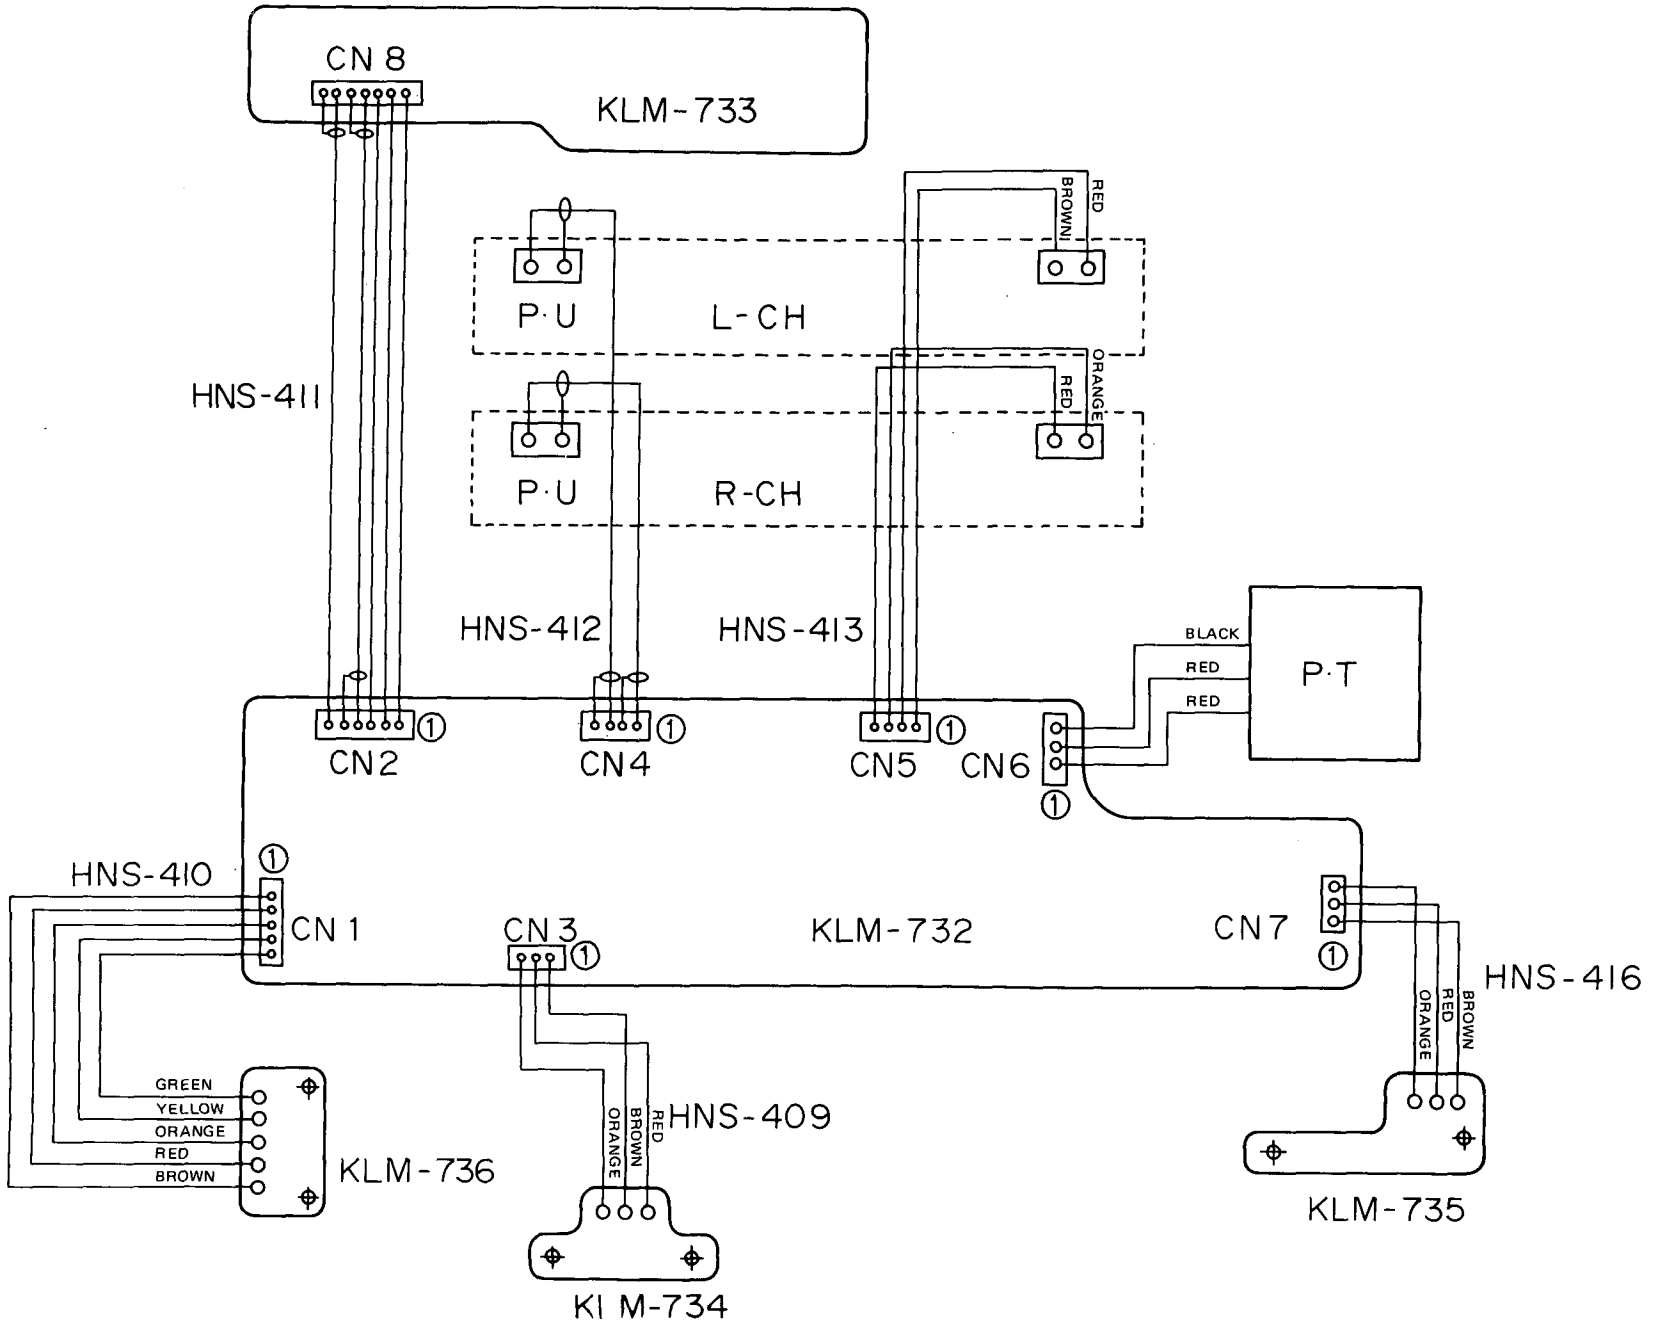 CN 8
KLM-733
BROWN
RED
P·U
L-CH
HNS-411
RED
ORANGE
P·U
R-CH
HNS-412
HNS-413
BLACK
RED
RED
P·T
1
1
1
CN2
CN4
CN5
CN6
1
1
HNS-410
CN 1
CN 3
1
KLM-732
CN7
1
HNS-416
ORANGE
RED
BROWN
GREEN
YELLOW
ORANGE
RED
BROWN
KLM-736
ORANGE
BROWN
RED
HNS-409
KLM-735
KI M-734